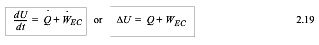 dU/dt = Q̇ + Ẇ_EC or ΔU = Q + W_EC 2.19